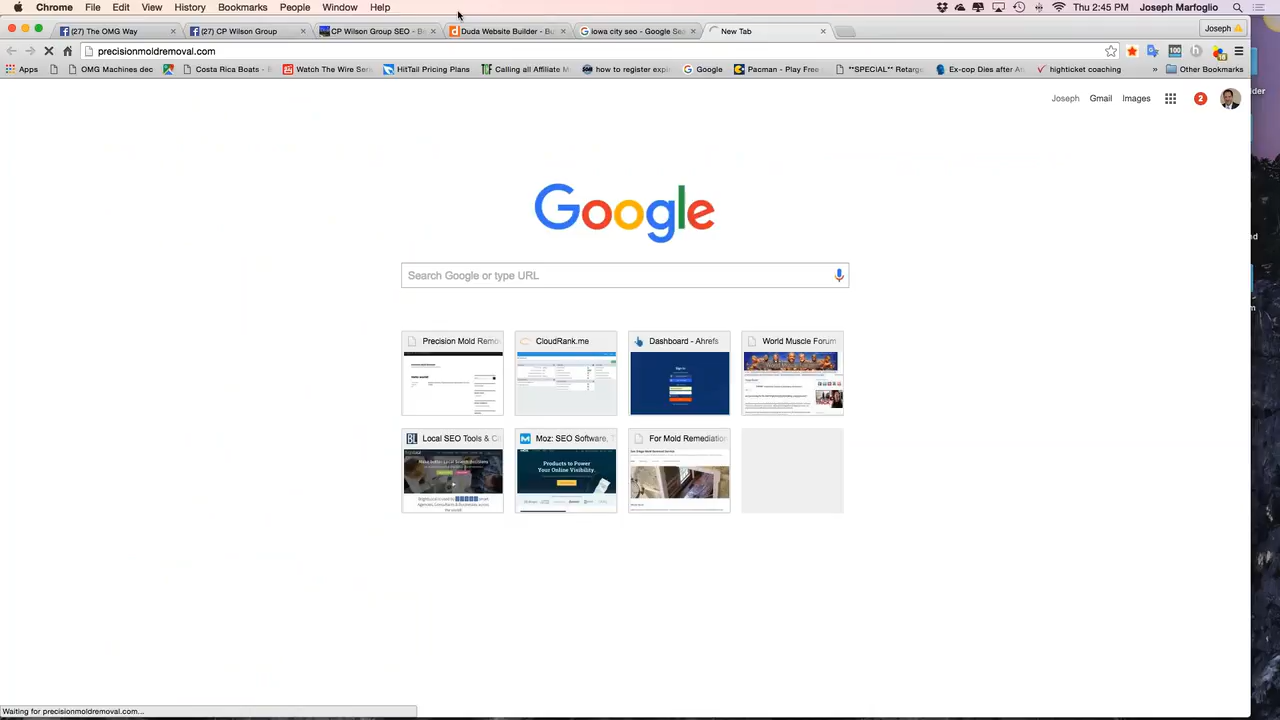 Chrome File Edit View History Bookmarks People Window Help Thu 2:45 PM Joseph Marfoglio
(27) The OMG Way (27) CP Wilson Group CP Wilson Group SEO - B Duda Website Builder - Bu iowa city seo - Google Sea New Tab Joseph
precisionmoldremoval.com
Apps OMG Machines dec Costa Rica Boats - Watch The Wire Seri HitTail Pricing Plans Calling all Affiliate M how to register exp Google Pacman - Play Free **SPECIAL** Retarg Ex-cop Dies after A highticket coaching » Other Bookmarks
Joseph Gmail Images 2
Google
Search Google or type URL
Precision Mold Remo CloudRank.me Dashboard - Ahrefs World Muscle Forum
Local SEO Tools & C Moz: SEO Software, T For Mold Remediation
Products to Power
Your Online Visibility.
Waiting for precisionmoldremoval.com...